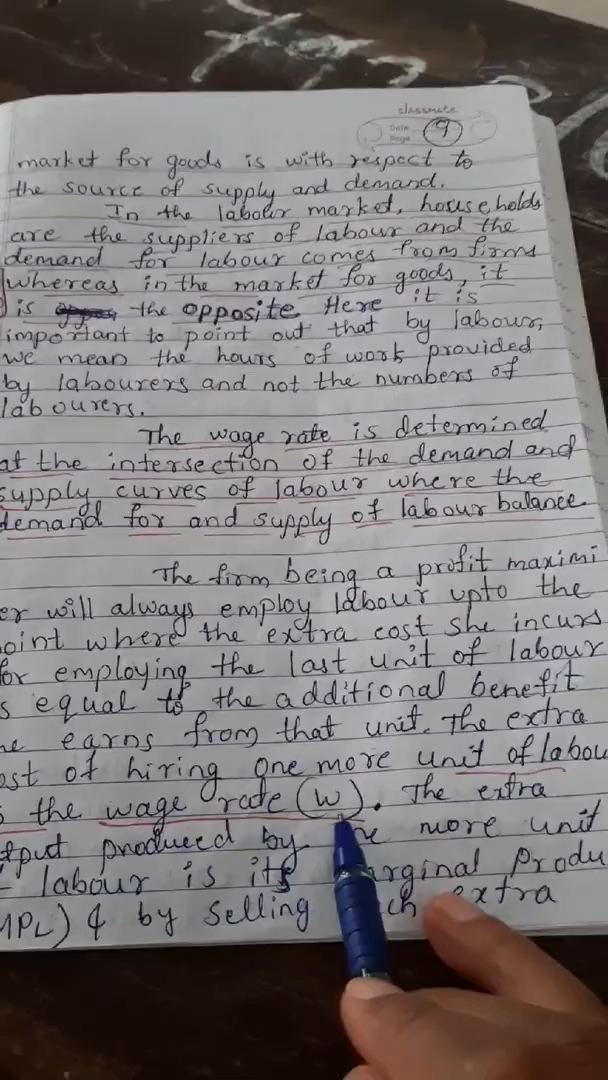 classmate
Date
Page 9
market for goods is with respect to
the source of supply and demand.
In the labour market, households
are the suppliers of labour and the
demand for labour comes from firms
whereas in the market for goods, it
is the opposite Here it is
important to point out that by labour,
we mean the hours of work provided
by labourers and not the numbers of
labourers.
The wage rate is determined
at the intersection of the demand and
supply curves of labour where the
demand for and supply of labour balance.
The firm being a profit maximi
er will always employ labour upto the
oint where the extra cost she incurs
for employing the last unit of labour
s equal to the additional benefit
he earns from that unit. The extra
ost of hiring one more unit of labou
s the wage rate (W). The extra
tput produced by ne more unit
labour is its arginal Produ
MPL) & by selling ch extra